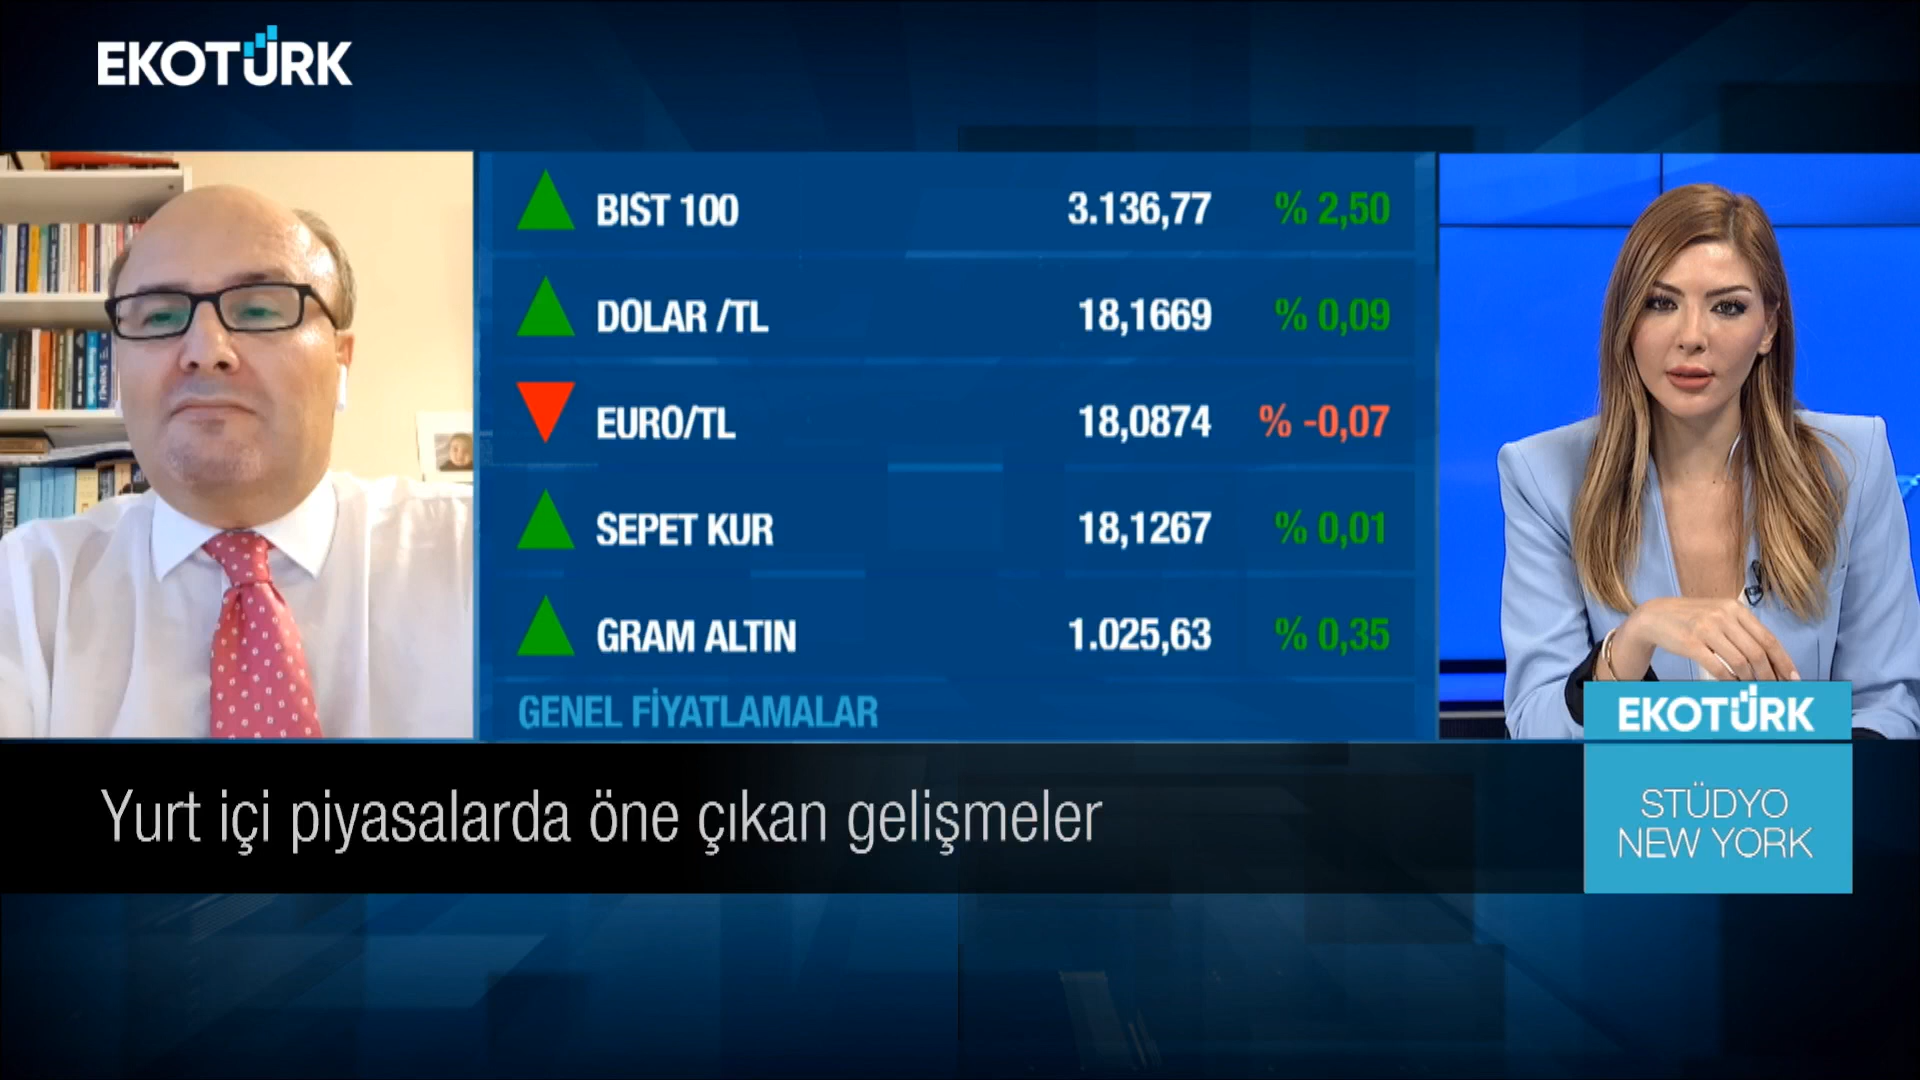 EKOTÜRK
BIST 100 3.136,77 % 2,50
DOLAR /TL 18,1669 % 0,09
EURO/TL 18,0874 % -0,07
SEPET KUR 18,1267 % 0,01
GRAM ALTIN 1.025,63 % 0,35
GENEL FİYATLAMALAR
EKOTÜRK
Yurt içi piyasalarda öne çıkan gelişmeler
STÜDYO
NEW YORK